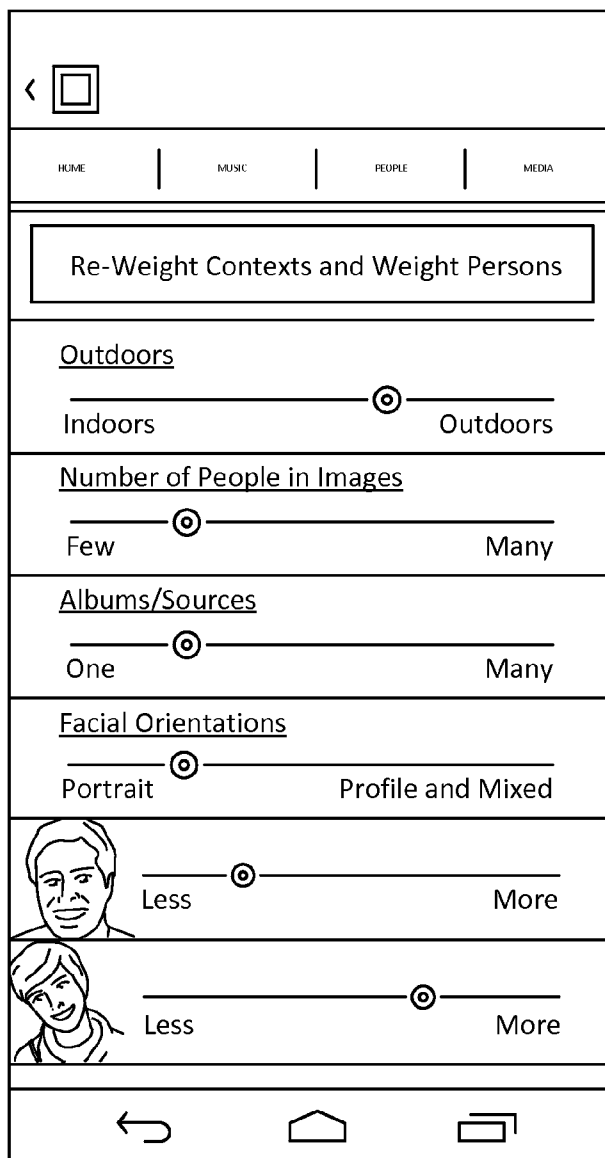 HOME MUSIC PEOPLE MEDIA
Re-Weight Contexts and Weight Persons
Outdoors
Indoors Outdoors
Number of People in Images
Few Many
Albums/Sources
One Many
Facial Orientations
Portrait Profile and Mixed
Less More
Less More